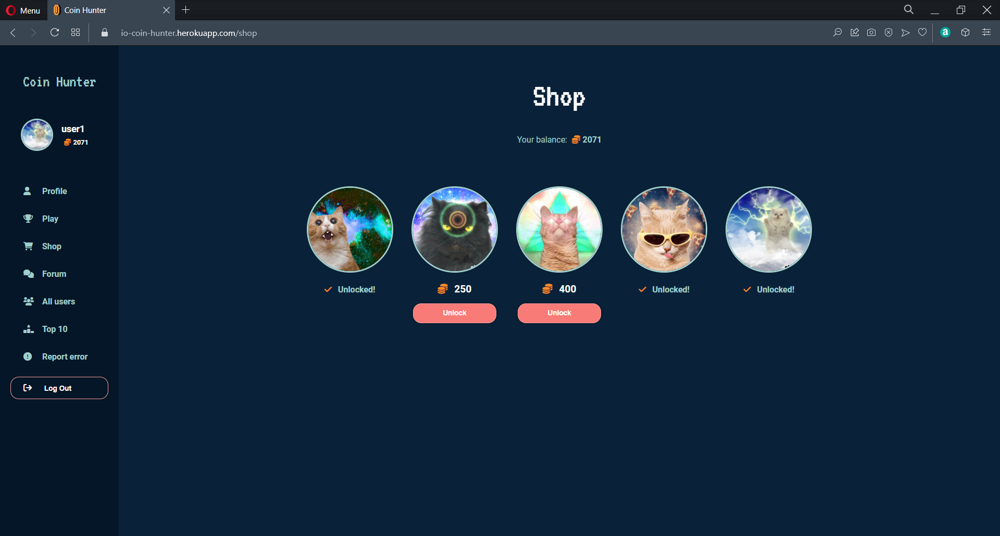 Menu
Coin Hunter
io-coin-hunter.herokuapp.com/shop
a
Coin Hunter
user1
2071
Profile
Play
Shop
Forum
All users
Top 10
Report error
Log Out
Shop
Your balance: 2071
Unlocked!
250
400
Unlocked!
Unlocked!
Unlock
Unlock